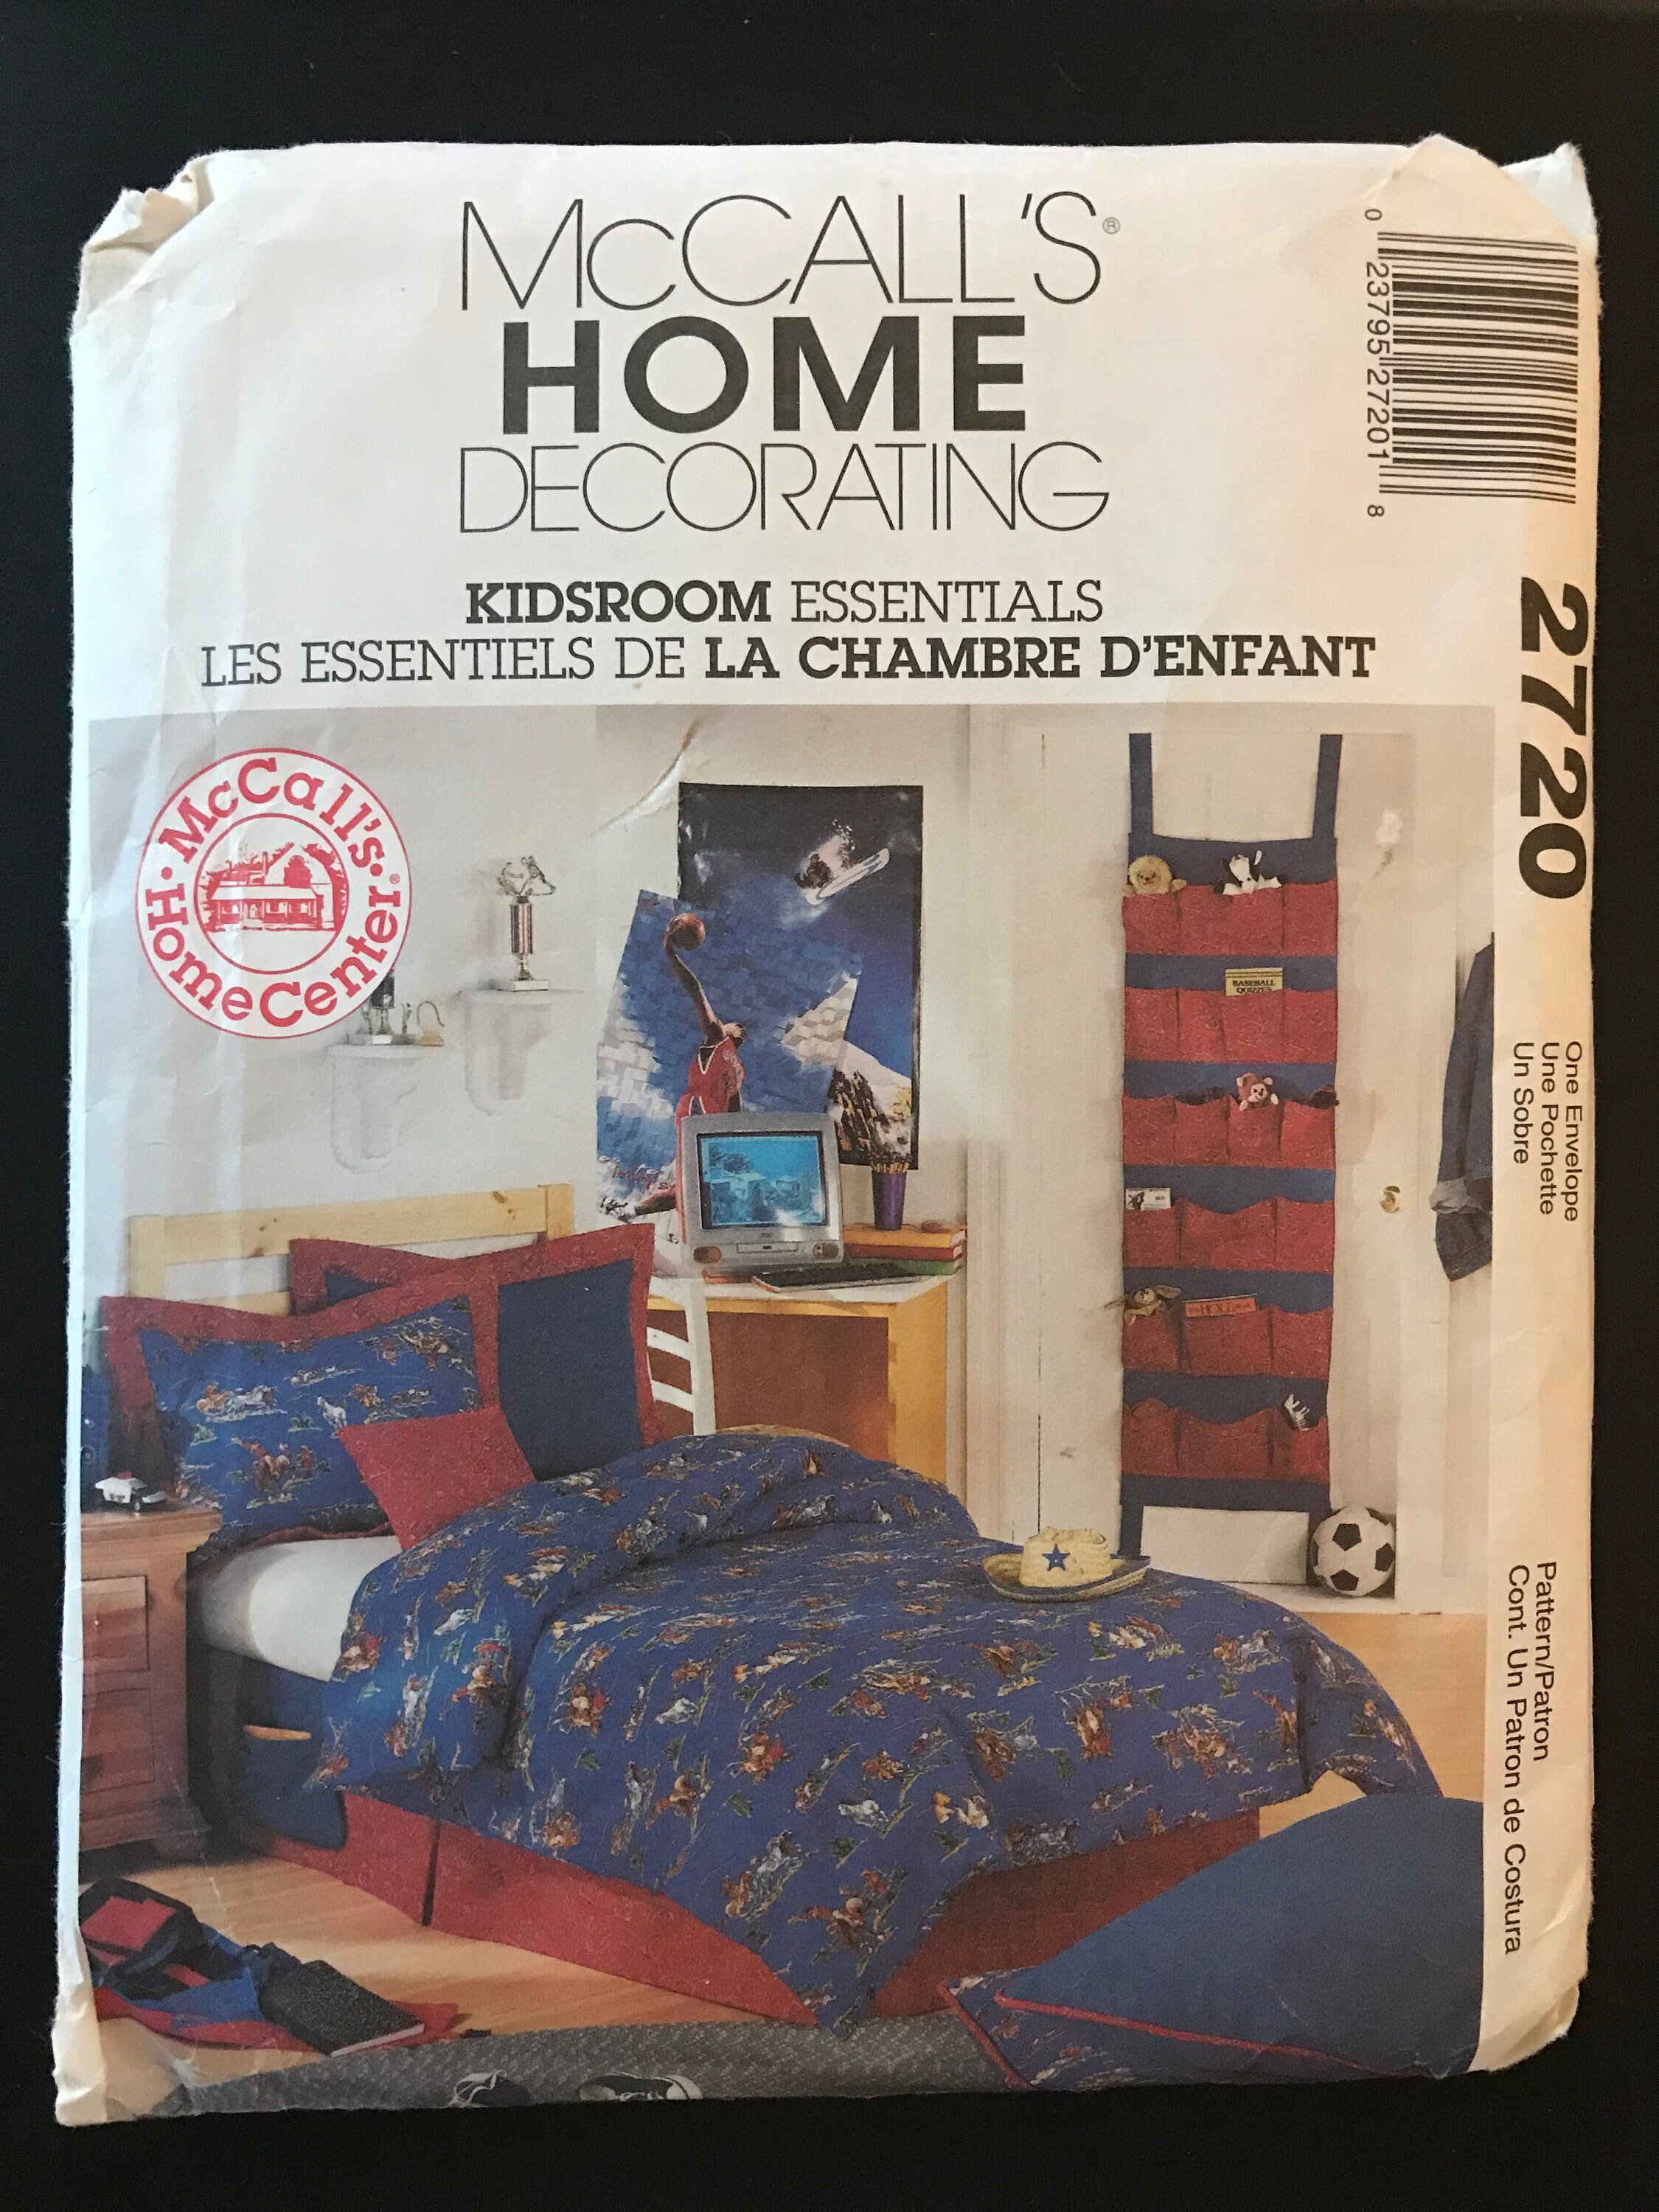 McCALL'S®
HOME
DECORATING
KIDSROOM ESSENTIALS
LES ESSENTIELS DE LA CHAMBRE D'ENFANT
0 23795 27201 8
2720
One Envelope
Une Pochette
Un Sobre
Pattern/Patron
Cont. Un Patron de Costura
McCall's®
Home Center
BASEBALL
QUIZZES